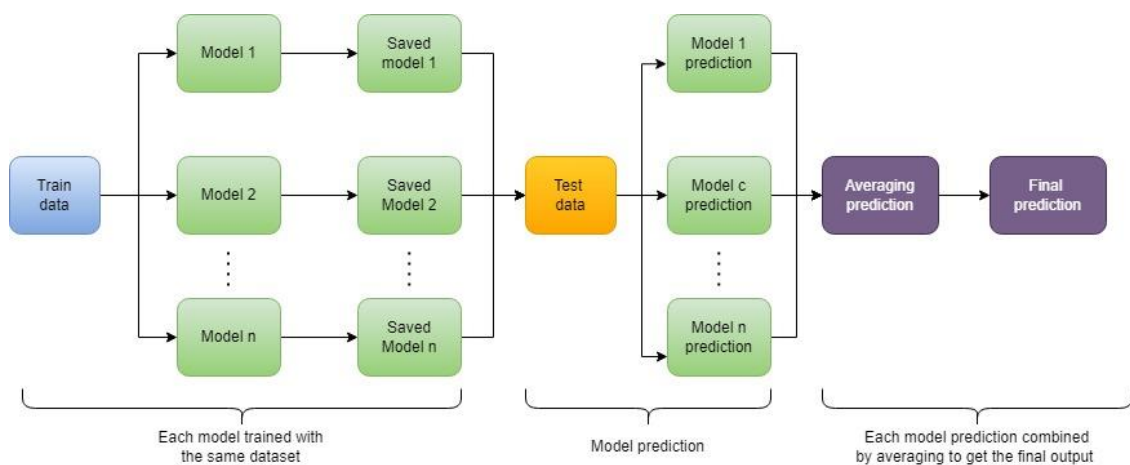 Model 1
Saved
model 1
Model 1
prediction
Train
data
Model 2
Saved
Model 2
Test
data
Model c
prediction
Averaging
prediction
Final
prediction
Model n
Saved
Model n
Model n
prediction
Each model trained with
the same dataset
Model prediction
Each model prediction combined
by averaging to get the final output